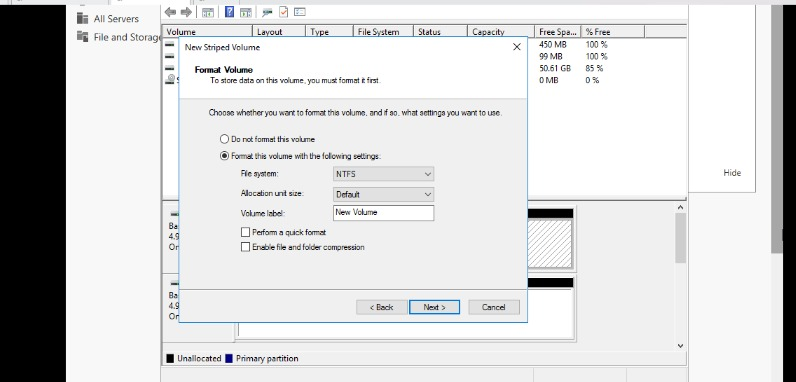 All Servers
File and Storage
Volume Layout Type File System Status Capacity Free Spa... % Free
450 MB 100 %
99 MB 100 %
50.61 GB 85 %
0 MB 0 %
New Striped Volume
Format Volume
To store data on this volume, you must format it first.
Choose whether you want to format this volume, and if so, what settings you want to use.
Do not format this volume
Format this volume with the following settings:
File system: NTFS
Allocation unit size: Default
Volume label: New Volume
Perform a quick format
Enable file and folder compression
< Back Next > Cancel
Hide
Ba
4.9
On
Ba
4.9
On
Unallocated Primary partition